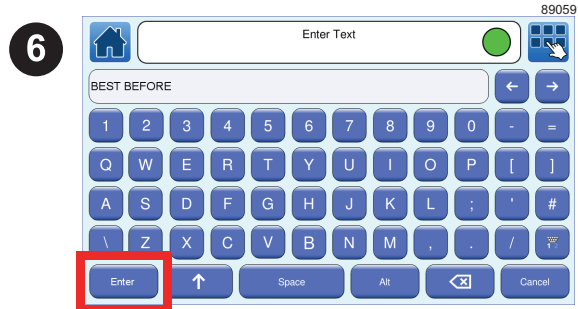 89059
6
Enter Text
BEST BEFORE
1 2 3 4 5 6 7 8 9 0 - =
Q W E R T Y U I O P [ ]
A S D F G H J K L ; ' #
\ Z X C V B N M , . /
Enter ↑ Space Alt Cancel